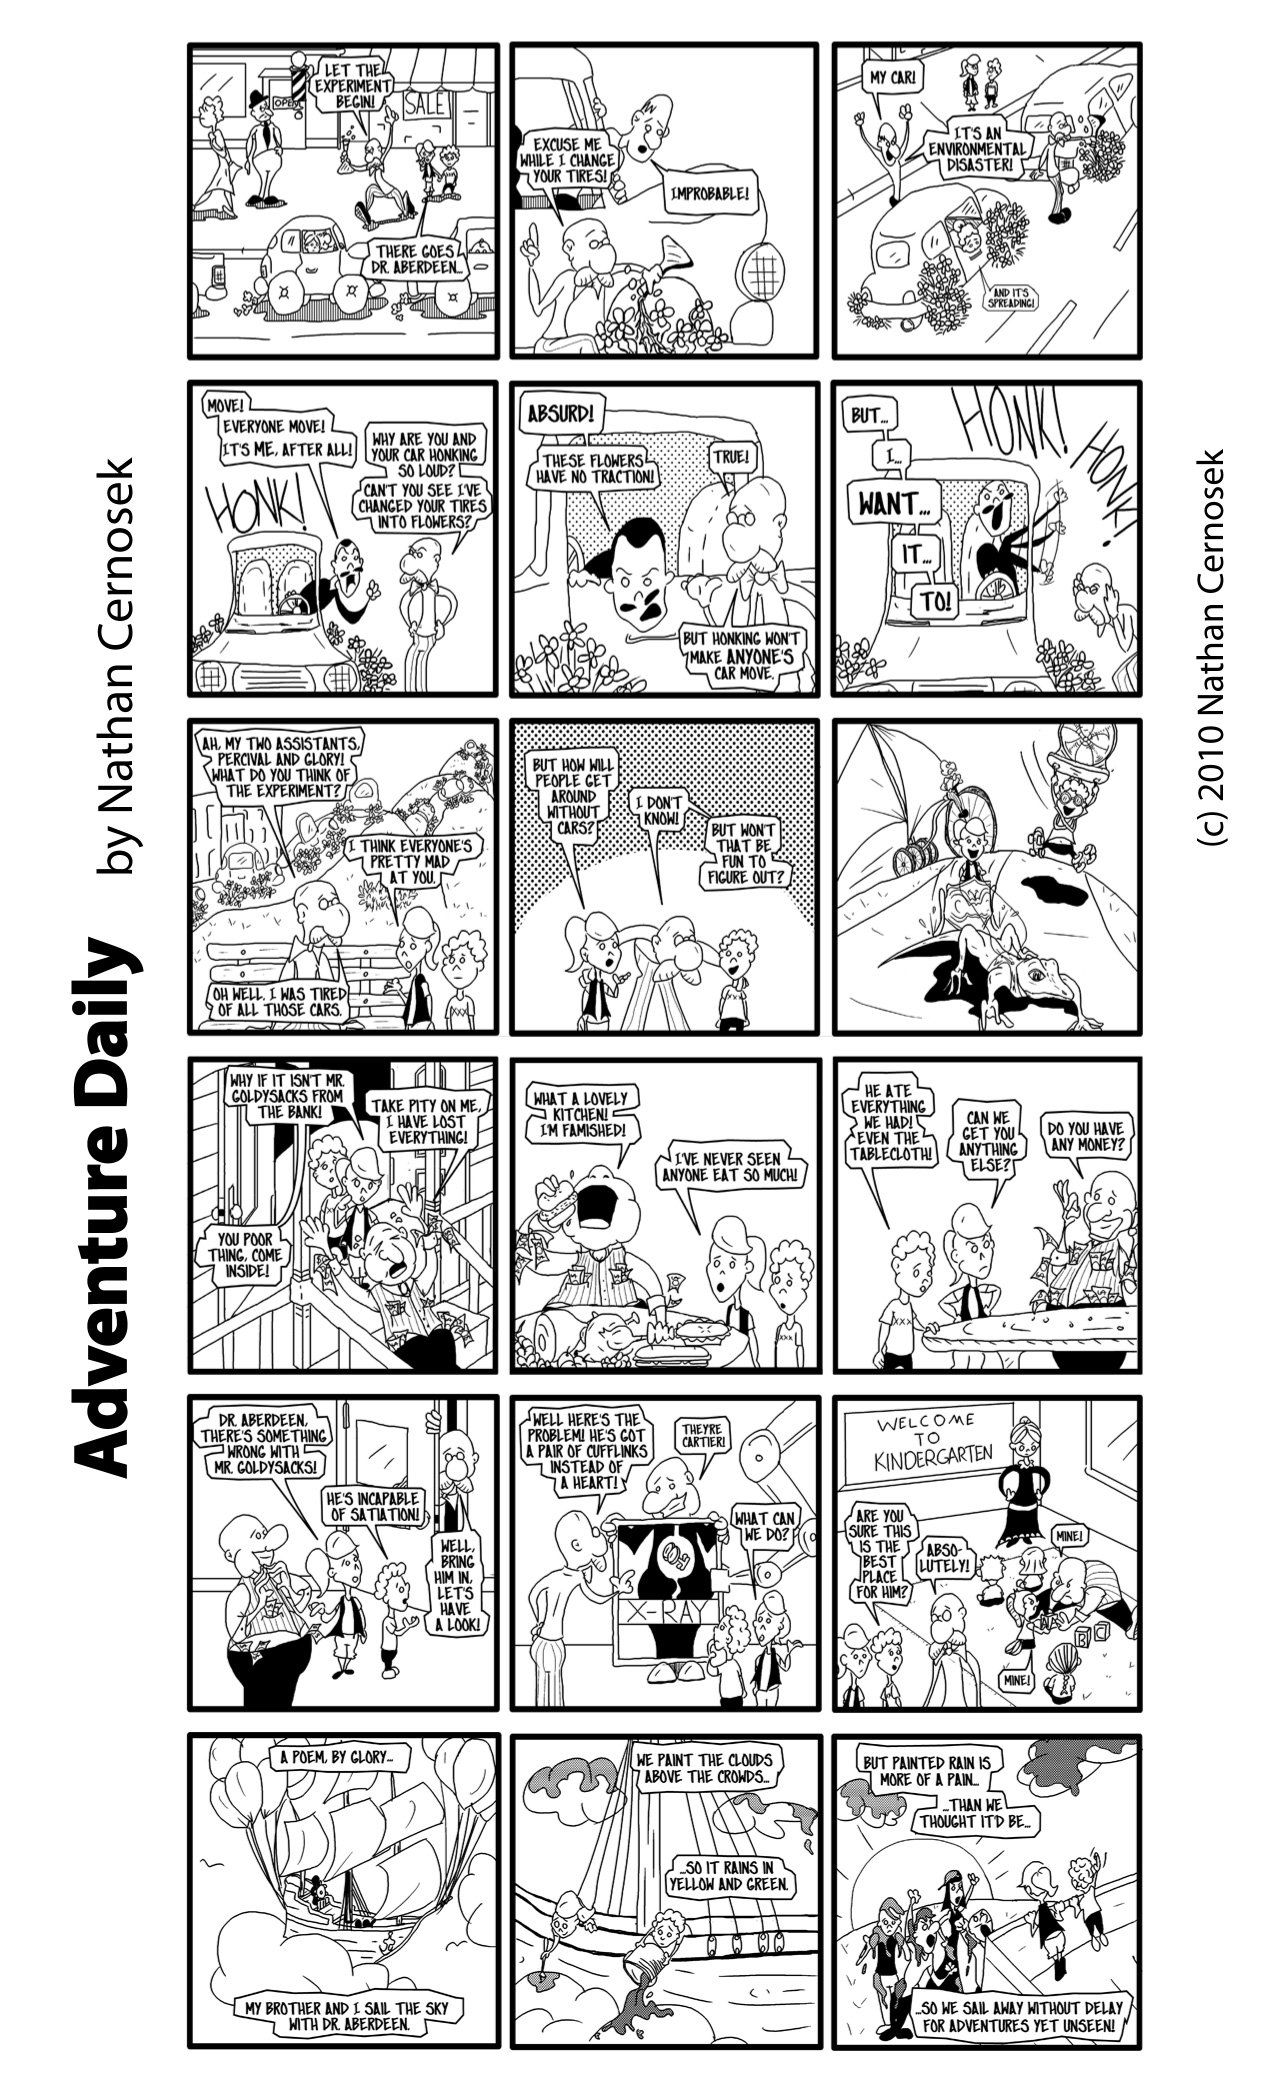 Adventure Daily
by Nathan Cernosek
OPEN
LET THE
EXPERIMENT
BEGIN!
SALE
THERE GOES
DR. ABERDEEN...
EXCUSE ME
WHILE I CHANGE
YOUR TIRES!
IMPROBABLE!
MY CAR!
IT'S AN
ENVIRONMENTAL
DISASTER!
AND IT'S
SPREADING!
MOVE!
EVERYONE MOVE!
IT'S ME, AFTER ALL!
WHY ARE YOU AND
YOUR CAR HONKING
SO LOUD?
CAN'T YOU SEE I'VE
CHANGED YOUR TIRES
INTO FLOWERS?
HONK!
ABSURD!
THESE FLOWERS
HAVE NO TRACTION!
TRUE!
BUT HONKING WON'T
MAKE ANYONE'S
CAR MOVE.
BUT...
I...
WANT...
IT...
TO!
HONK!
HONK!
AH, MY TWO ASSISTANTS,
PERCIVAL AND GLORY!
WHAT DO YOU THINK OF
THE EXPERIMENT?
I THINK EVERYONE'S
PRETTY MAD
AT YOU.
OH WELL, I WAS TIRED
OF ALL THOSE CARS.
BUT HOW WILL
PEOPLE GET
AROUND
WITHOUT
CARS?
I DON'T
KNOW!
BUT WON'T
THAT BE
FUN TO
FIGURE OUT?
WHY IF IT ISN'T MR.
GOLDYSACKS FROM
THE BANK!
TAKE PITY ON ME,
I HAVE LOST
EVERYTHING!
YOU POOR
THING, COME
INSIDE!
WHAT A LOVELY
KITCHEN!
I'M FAMISHED!
I'VE NEVER SEEN
ANYONE EAT SO MUCH!
HE ATE
EVERYTHING
WE HAD!
EVEN THE
TABLECLOTH!
CAN WE
GET YOU
ANYTHING
ELSE?
DO YOU HAVE
ANY MONEY?
DR. ABERDEEN,
THERE'S SOMETHING
WRONG WITH
MR. GOLDYSACKS!
HE'S INCAPABLE
OF SATIATION!
WELL,
BRING
HIM IN,
LET'S
HAVE
A LOOK!
WELL HERE'S THE
PROBLEM! HE'S GOT
A PAIR OF CUFFLINKS
INSTEAD OF
A HEART!
THEYRE
CARTIER!
WHAT CAN
WE DO?
X-RAY
WELCOME
TO
KINDERGARTEN
ARE YOU
SURE THIS
IS THE
BEST
PLACE
FOR HIM?
ABSO-
LUTELY!
MINE!
MINE!
B C
A POEM, BY GLORY...
MY BROTHER AND I SAIL THE SKY
WITH DR. ABERDEEN.
WE PAINT THE CLOUDS
ABOVE THE CROWDS...
...SO IT RAINS IN
YELLOW AND GREEN.
BUT PAINTED RAIN IS
MORE OF A PAIN...
...THAN WE
THOUGHT IT'D BE...
...SO WE SAIL AWAY WITHOUT DELAY
FOR ADVENTURES YET UNSEEN!
(c) 2010 Nathan Cernosek